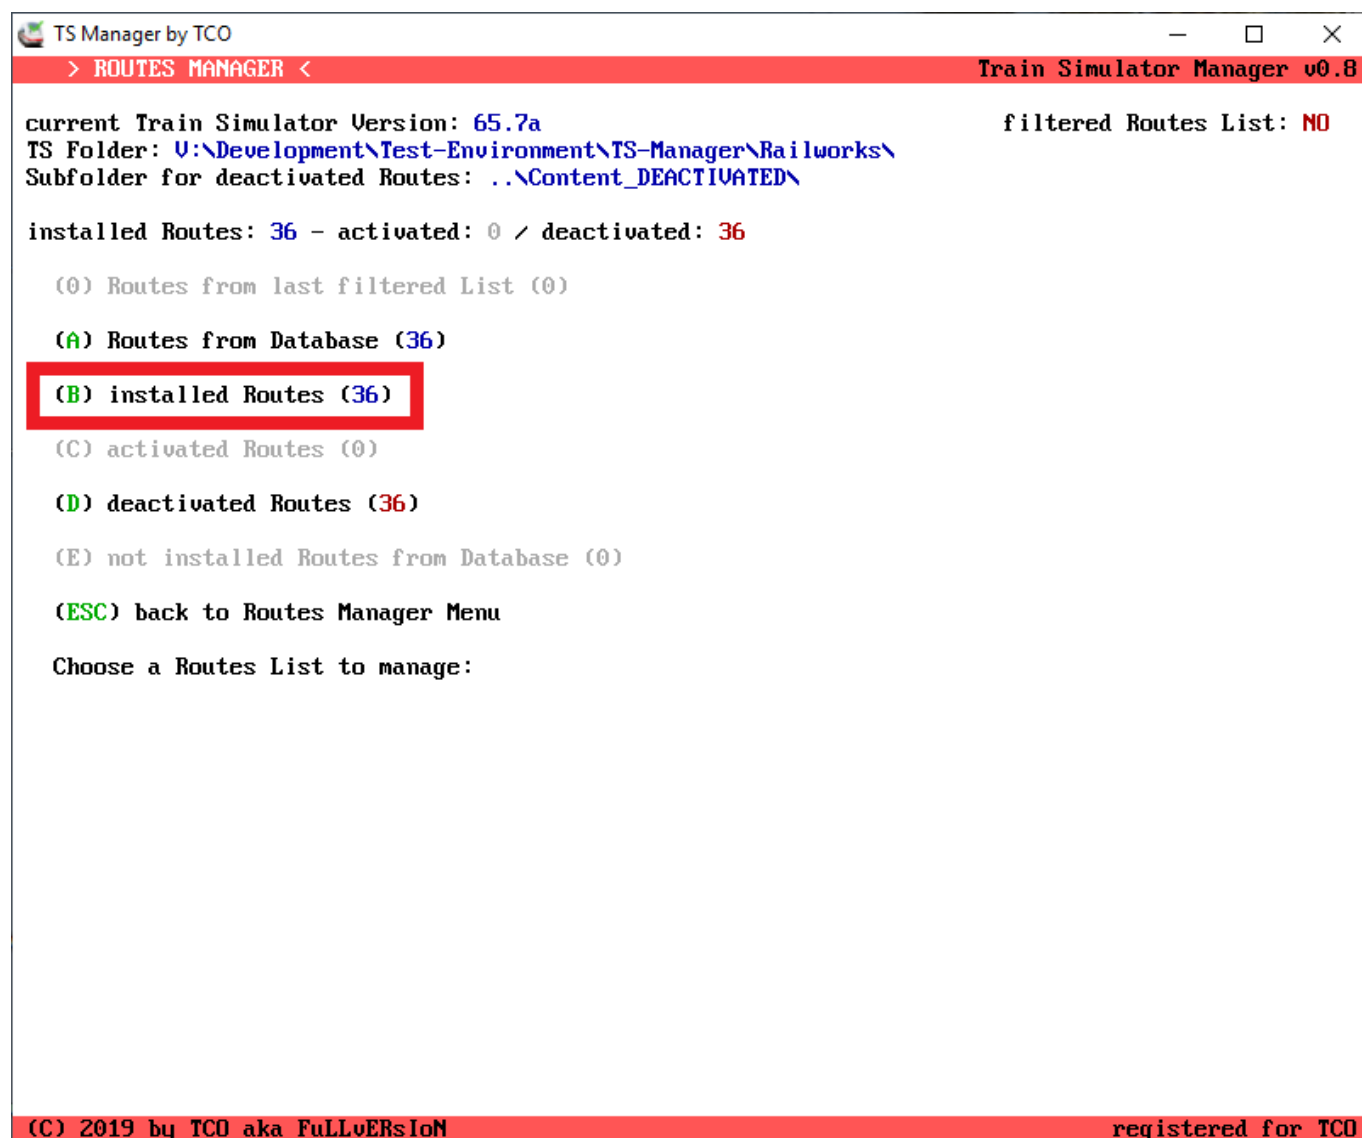 TS Manager by TCO
> ROUTES MANAGER < Train Simulator Manager v0.8
current Train Simulator Version: 65.7a filtered Routes List: NO
TS Folder: V:\Development\Test-Environment\TS-Manager\Railworks\
Subfolder for deactivated Routes: ..\Content_DEACTIVATED\
installed Routes: 36 - activated: 0 / deactivated: 36
(0) Routes from last filtered List (0)
(A) Routes from Database (36)
(B) installed Routes (36)
(C) activated Routes (0)
(D) deactivated Routes (36)
(E) not installed Routes from Database (0)
(ESC) back to Routes Manager Menu
Choose a Routes List to manage:
(C) 2019 by TCO aka FuLLvERsIoN registered for TCO